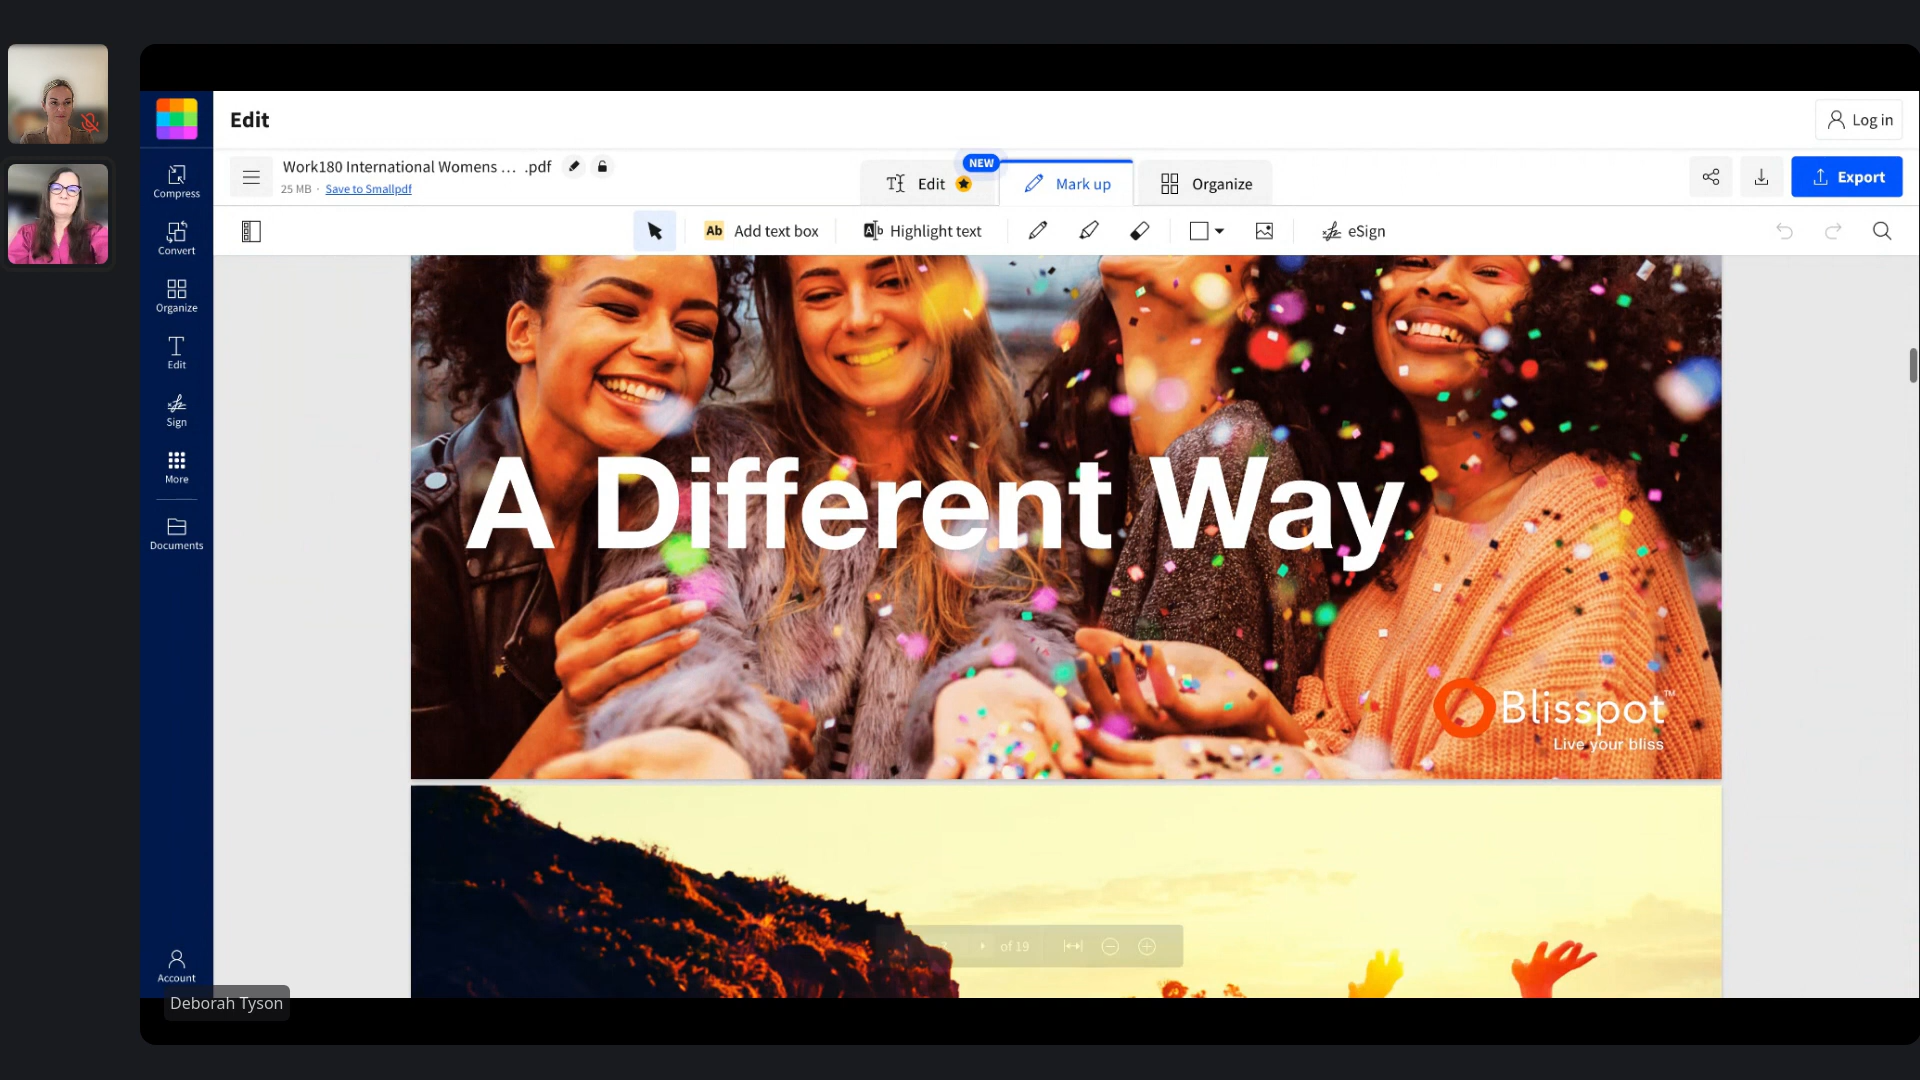 Edit
Log in
Work180 International Womens ... .pdf
25 MB · Save to Smallpdf
Edit
NEW
Mark up
Organize
Export
Ab Add text box
Highlight text
eSign
Compress
Convert
Organize
Edit
Sign
More
Documents
Account
A Different Way
Blisspot™
Live your bliss
of 19
Deborah Tyson